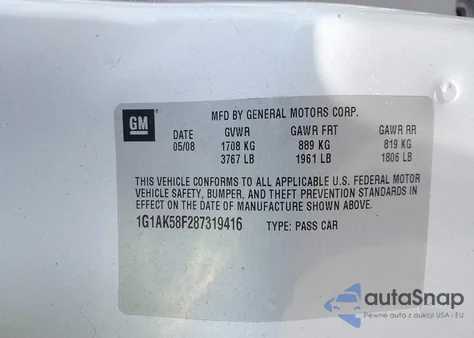 GM
MFD BY GENERAL MOTORS CORP.
DATE GVWR GAWR FRT GAWR RR
05/08 1708 KG 889 KG 819 KG
3767 LB 1961 LB 1806 LB
THIS VEHICLE CONFORMS TO ALL APPLICABLE U.S. FEDERAL MOTOR
VEHICLE SAFETY, BUMPER, AND THEFT PREVENTION STANDARDS IN
EFFECT ON THE DATE OF MANUFACTURE SHOWN ABOVE.
1G1AK58F287319416 TYPE: PASS CAR
autoSnap
Pewne auta z aukcji USA i EU